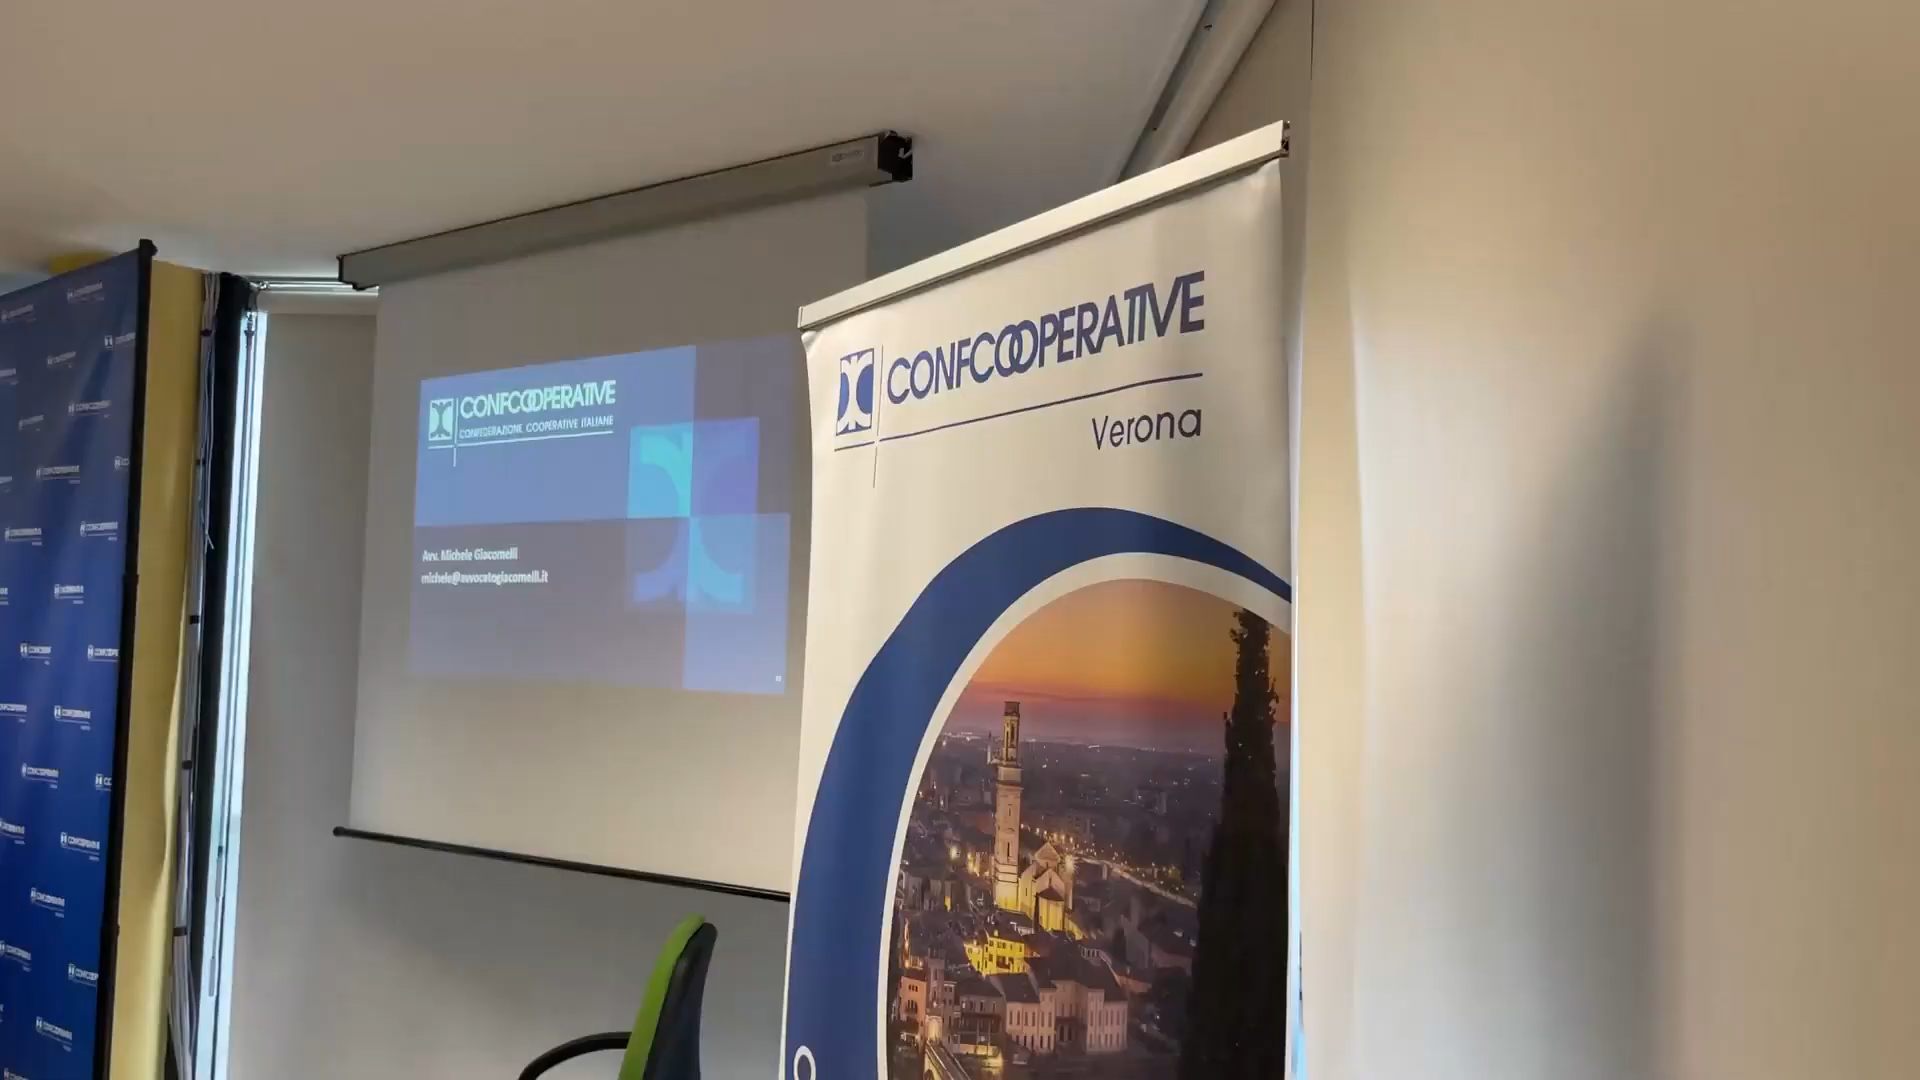 CONFCOOPERATIVE
CONFEDERAZIONE COOPERATIVE ITALIANE
Avv. Michele Giacomelli
michele@avvocatogiacomelli.it
CONFCOOPERATIVE
Verona